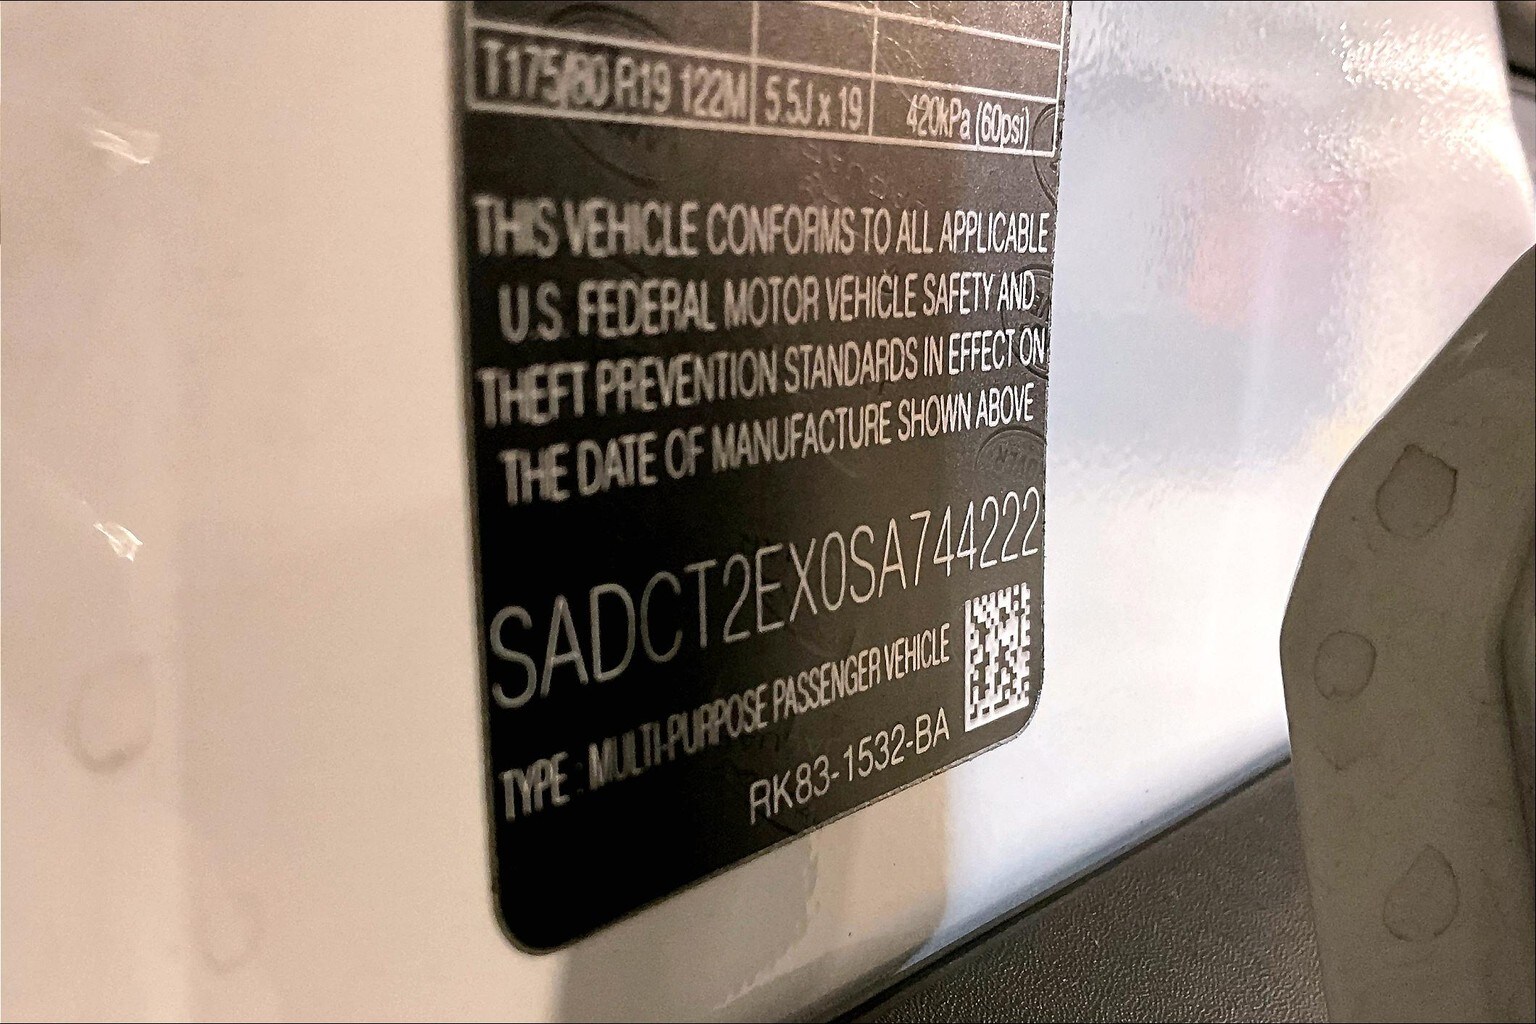 T175/80 R19 122M 5.5J x 19 420kPa (60psi)
THIS VEHICLE CONFORMS TO ALL APPLICABLE
U.S. FEDERAL MOTOR VEHICLE SAFETY AND
THEFT PREVENTION STANDARDS IN EFFECT ON
THE DATE OF MANUFACTURE SHOWN ABOVE
SADCT2EX0SA744222
TYPE : MULTI-PURPOSE PASSENGER VEHICLE
RK83-1532-BA